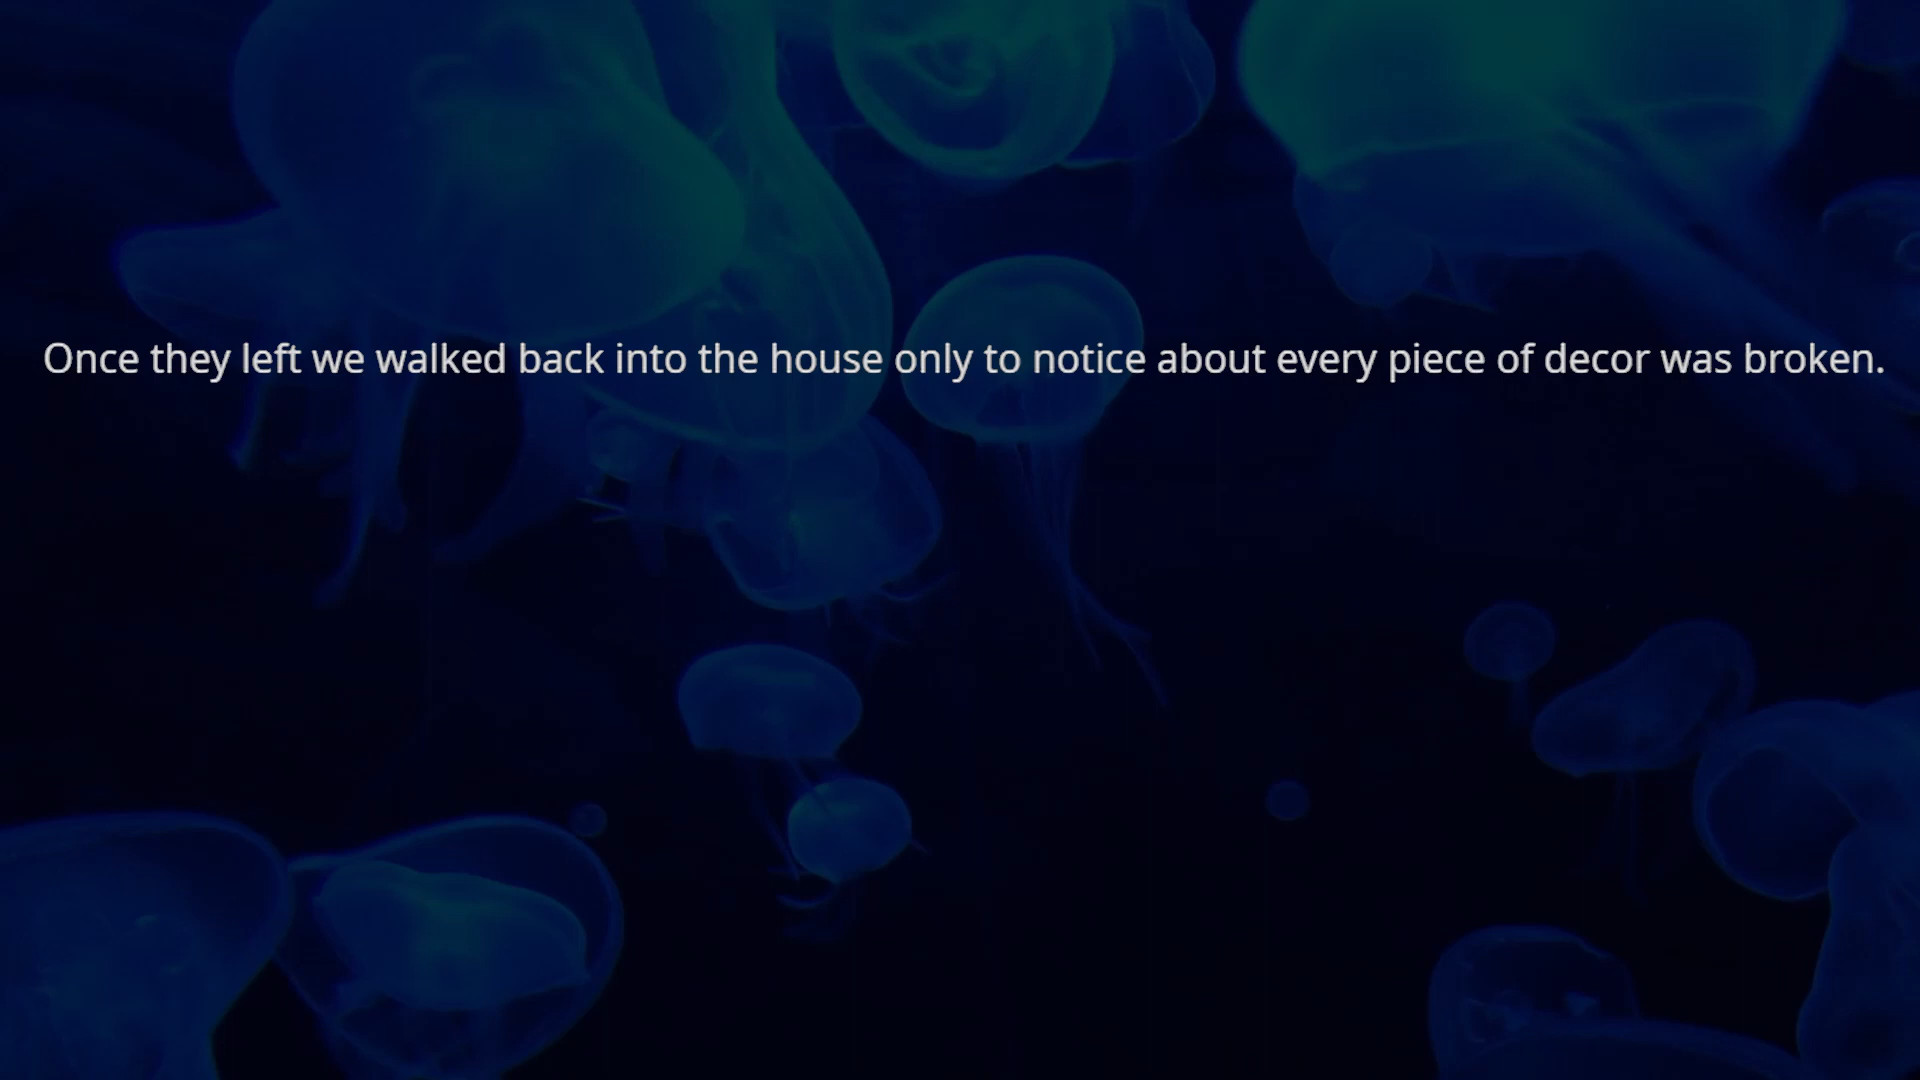 Once they left we walked back into the house only to notice about every piece of decor was broken.